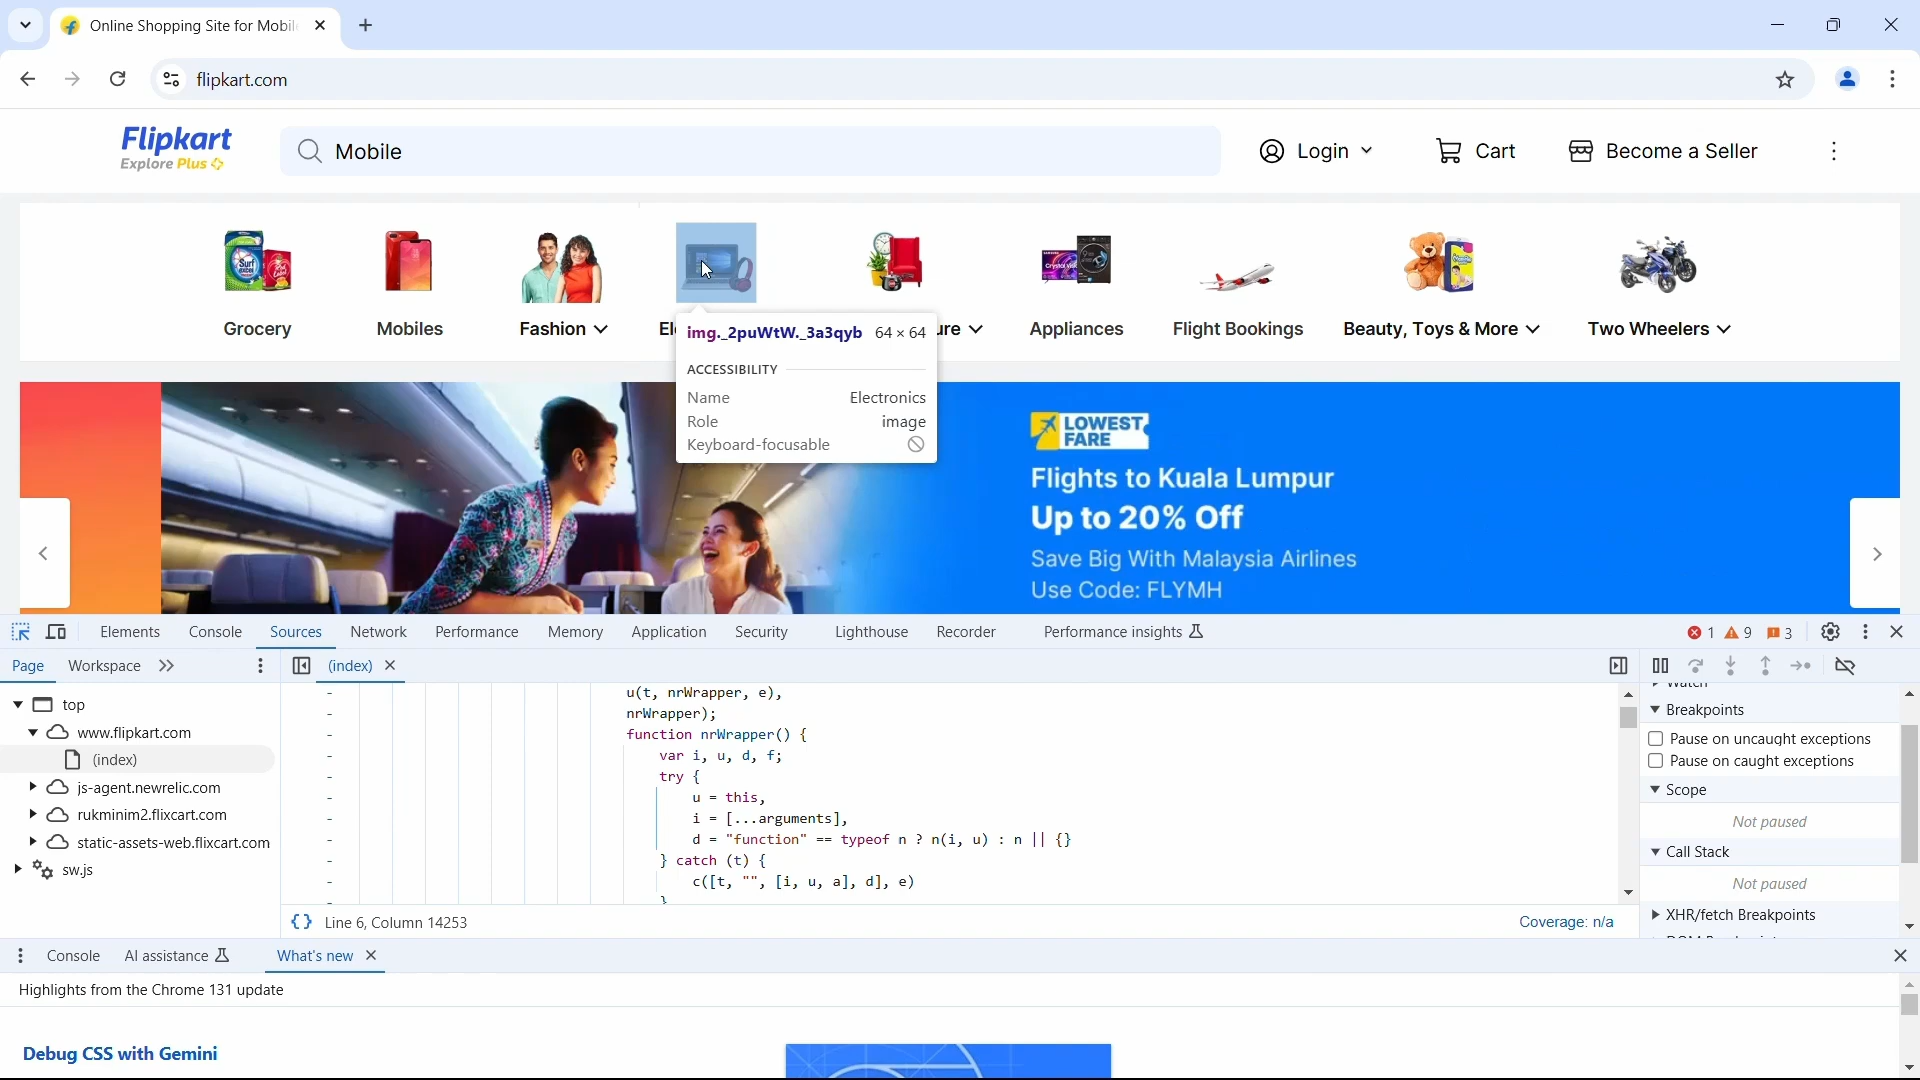 Online Shopping Site for Mobil
flipkart.com
Flipkart
Explore Plus
Mobile
Login
Cart
Become a Seller
Grocery
Mobiles
Fashion
El
ure
Appliances
Flight Bookings
Beauty, Toys & More
Two Wheelers
img._2puWtW._3a3qyb 64 × 64
ACCESSIBILITY
Name Electronics
Role image
Keyboard-focusable
LOWEST
FARE
Flights to Kuala Lumpur
Up to 20% Off
Save Big With Malaysia Airlines
Use Code: FLYMH
Elements Console Sources Network Performance Memory Application Security Lighthouse Recorder Performance insights 1 9 3
Page Workspace (index)
top
www.flipkart.com
(index)
js-agent.newrelic.com
rukminim2.flixcart.com
static-assets-web.flixcart.com
sw.js
u(t, nrWrapper, e),
nrWrapper);
function nrWrapper() {
var i, u, d, f;
try {
u = this,
i = [...arguments],
d = "function" == typeof n ? n(i, u) : n || {}
} catch (t) {
c([t, "", [i, u, a], d], e)
}
{} Line 6, Column 14253 Coverage: n/a
Watch
Breakpoints
Pause on uncaught exceptions
Pause on caught exceptions
Scope
Not paused
Call Stack
Not paused
XHR/fetch Breakpoints
Console AI assistance What's new
Highlights from the Chrome 131 update
Debug CSS with Gemini